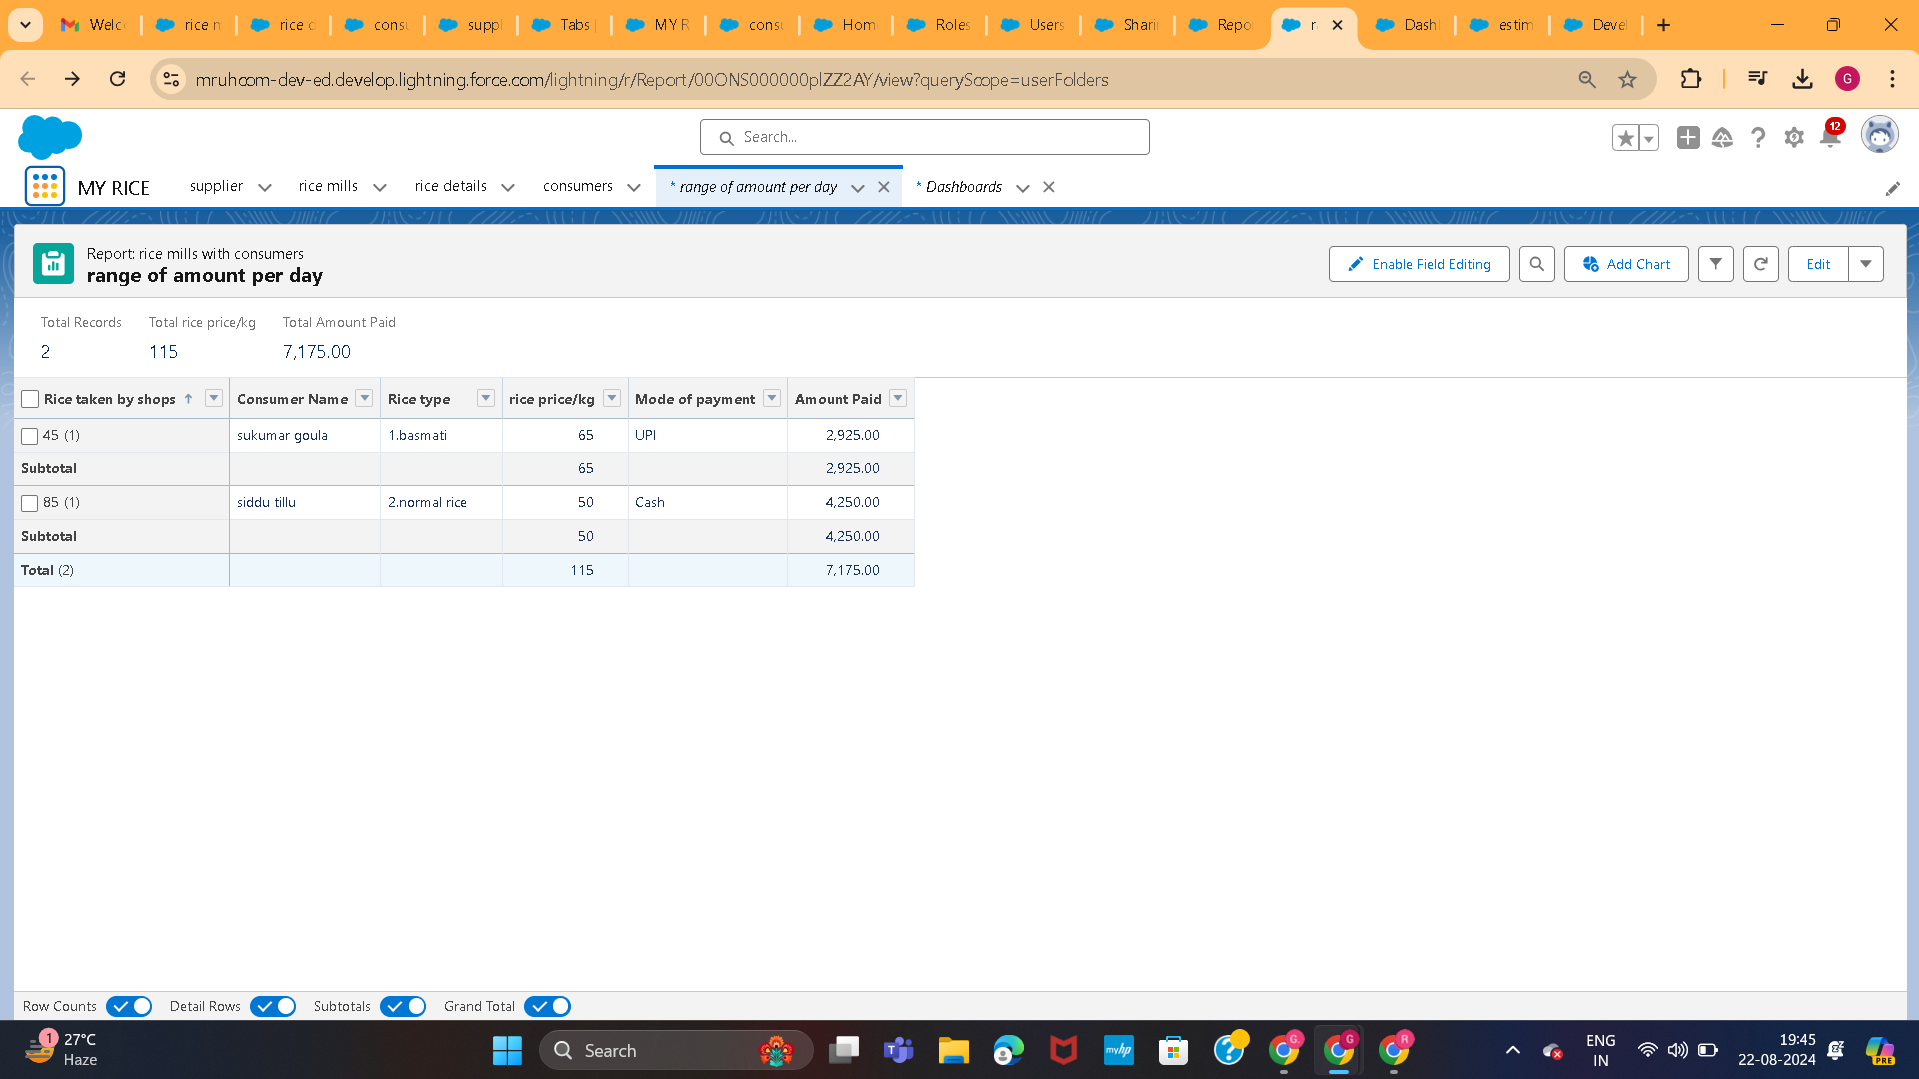 Welc
rice n
rice c
consu
suppl
Tabs
MY R
consu
Hom
Roles
Users
Sharin
Repo
r
Dash
estim
Devel
mruhcom-dev-ed.develop.lightning.force.com/lightning/r/Report/00ONS000000plZZ2AY/view?queryScope=userFolders
G
Search...
12
MY RICE
supplier
rice mills
rice details
consumers
* range of amount per day
* Dashboards
Report: rice mills with consumers
range of amount per day
Enable Field Editing
Add Chart
Edit
Total Records Total rice price/kg Total Amount Paid
2 115 7,175.00
Rice taken by shops ↑ Consumer Name Rice type rice price/kg Mode of payment Amount Paid
45 (1) sukumar goula 1.basmati 65 UPI 2,925.00
Subtotal 65 2,925.00
85 (1) siddu tillu 2.normal rice 50 Cash 4,250.00
Subtotal 50 4,250.00
Total (2) 115 7,175.00
Row Counts Detail Rows Subtotals Grand Total
1
27°C
Haze
Search
myhp
G
G
R
ENG
IN
19:45
22-08-2024
PRE